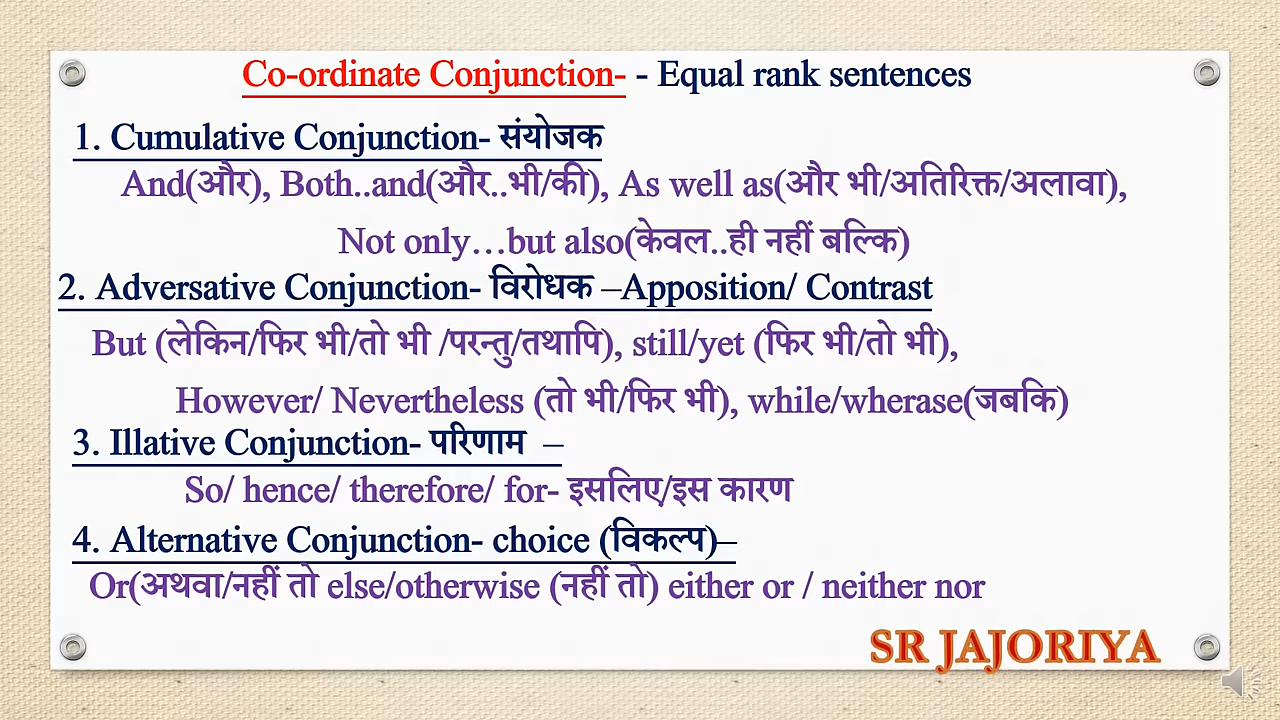 Co-ordinate Conjunction- - Equal rank sentences
1. Cumulative Conjunction- संयोजक
And(और), Both..and(और..भी/की), As well as(और भी/अतिरिक्त/अलावा),
Not only…but also(केवल..ही नहीं बल्कि)
2. Adversative Conjunction- विरोधक –Apposition/ Contrast
But (लेकिन/फिर भी/तो भी /परन्तु/तथापि), still/yet (फिर भी/तो भी),
However/ Nevertheless (तो भी/फिर भी), while/wherase(जबकि)
3. Illative Conjunction- परिणाम –
So/ hence/ therefore/ for- इसलिए/इस कारण
4. Alternative Conjunction- choice (विकल्प)–
Or(अथवा/नहीं तो else/otherwise (नहीं तो) either or / neither nor
SR JAJORIYA